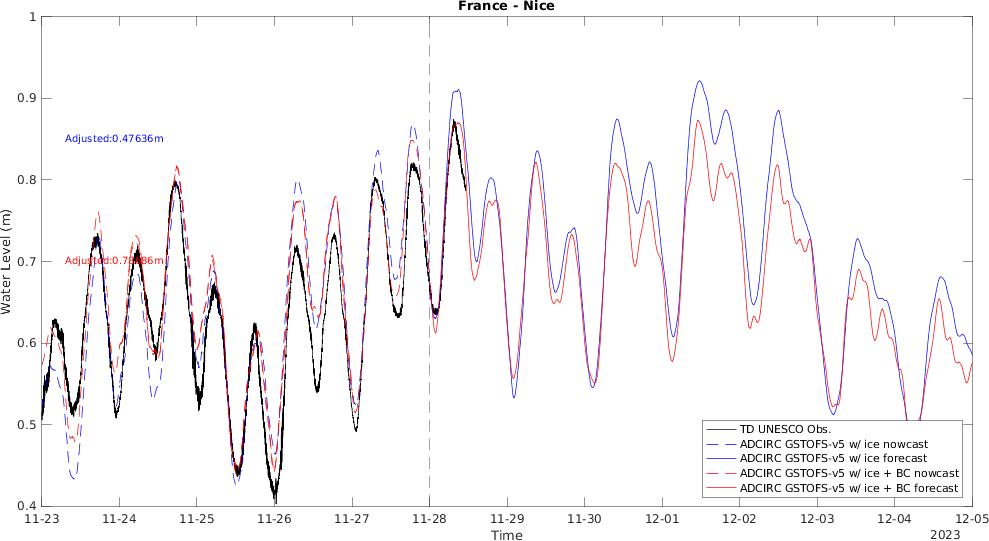 France - Nice
1
0.9
0.8
0.7
0.6
0.5
0.4
Water Level (m)
Adjusted:0.47636m
TD UNESCO Obs.
ADCIRC GSTOFS-v5 w/ ice nowcast
ADCIRC GSTOFS-v5 w/ ice forecast
ADCIRC GSTOFS-v5 w/ ice + BC nowcast
ADCIRC GSTOFS-v5 w/ ice + BC forecast
11-23 11-24 11-25 11-26 11-27 11-28 11-29 11-30 12-01 12-02 12-03 12-04 12-05
Time
2023